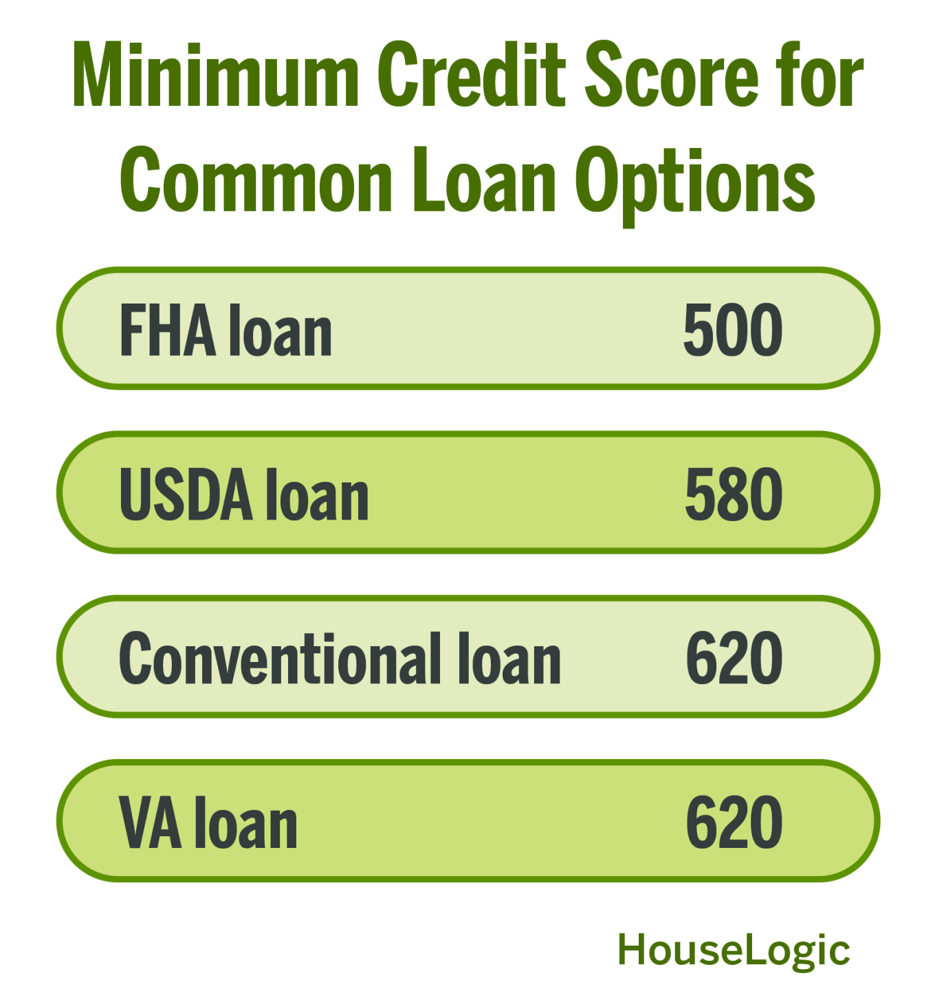 Minimum Credit Score for
Common Loan Options
FHA loan 500
USDA loan 580
Conventional loan 620
VA loan 620
HouseLogic